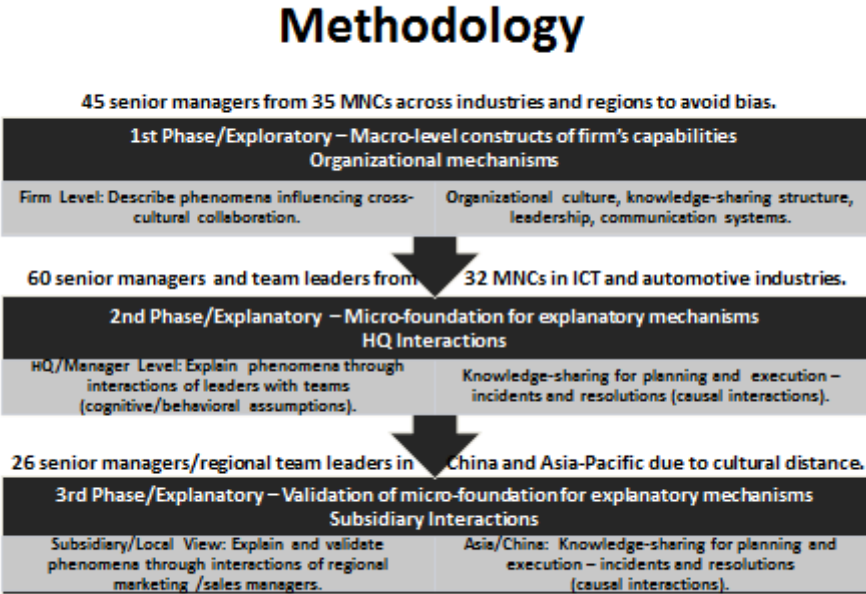 Methodology
45 senior managers from 35 MNCs across industries and regions to avoid bias.
1st Phase/Exploratory – Macro-level constructs of firm's capabilities
Organizational mechanisms
Firm Level: Describe phenomena influencing cross-
cultural collaboration.
Organizational culture, knowledge-sharing structure,
leadership, communication systems.
60 senior managers and team leaders from 32 MNCs in ICT and automotive industries.
2nd Phase/Explanatory – Micro-foundation for explanatory mechanisms
HQ Interactions
HQ/Manager Level: Explain phenomena through
interactions of leaders with teams
(cognitive/behavioral assumptions).
Knowledge-sharing for planning and execution –
incidents and resolutions (causal interactions).
26 senior managers/regional team leaders in China and Asia-Pacific due to cultural distance.
3rd Phase/Explanatory – Validation of micro-foundation for explanatory mechanisms
Subsidiary Interactions
Subsidiary/Local View: Explain and validate
phenomena through interactions of regional
marketing /sales managers.
Asia/China: Knowledge-sharing for planning and
execution – incidents and resolutions
(causal interactions).